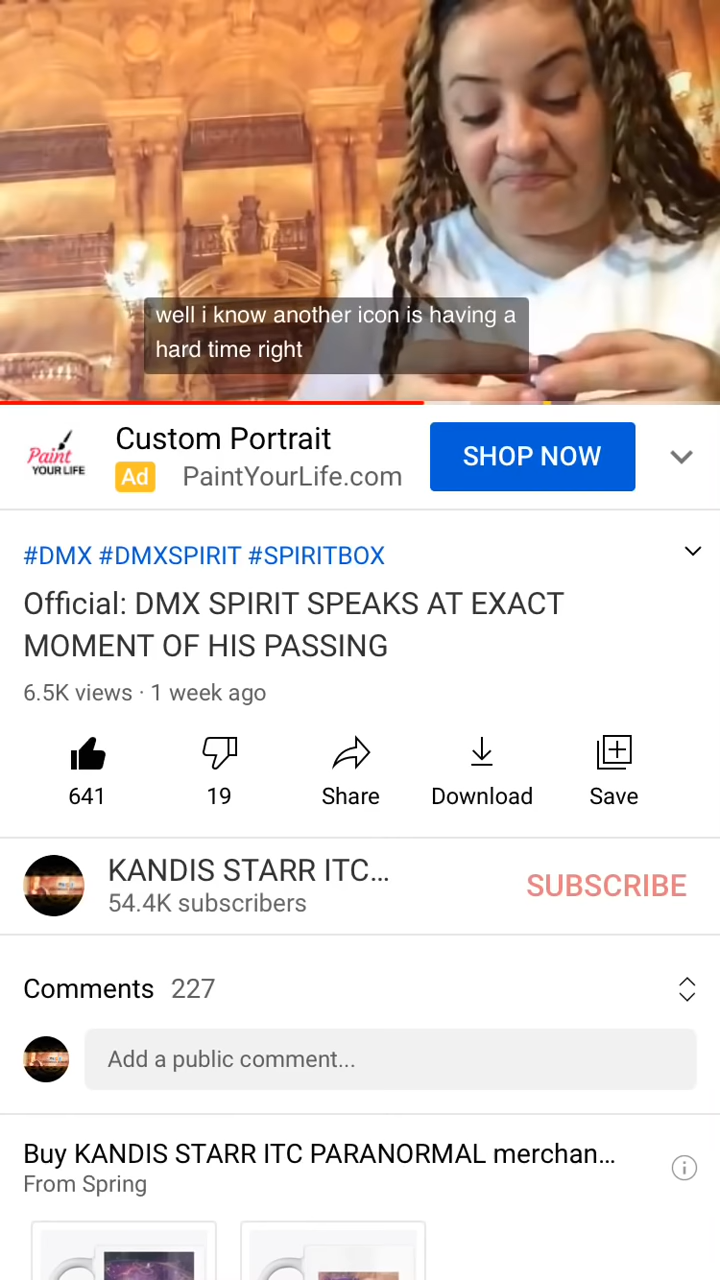 well i know another icon is having a
hard time right
Paint
YOUR LIFE
Custom Portrait
Ad PaintYourLife.com
SHOP NOW
#DMX #DMXSPIRIT #SPIRITBOX
Official: DMX SPIRIT SPEAKS AT EXACT
MOMENT OF HIS PASSING
6.5K views · 1 week ago
641 19 Share Download Save
KANDIS STARR ITC...
54.4K subscribers
SUBSCRIBE
Comments 227
Add a public comment...
Buy KANDIS STARR ITC PARANORMAL merchan...
From Spring